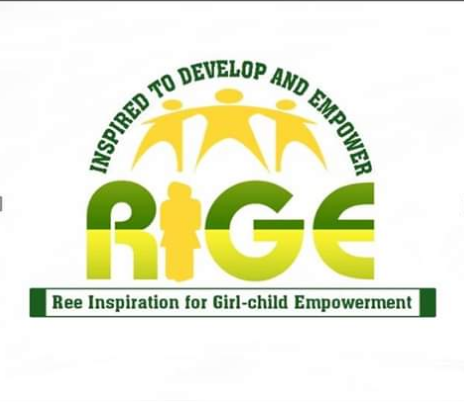 INSPIRED TO DEVELOP AND EMPOWER
RIGE
Ree Inspiration for Girl-child Empowerment